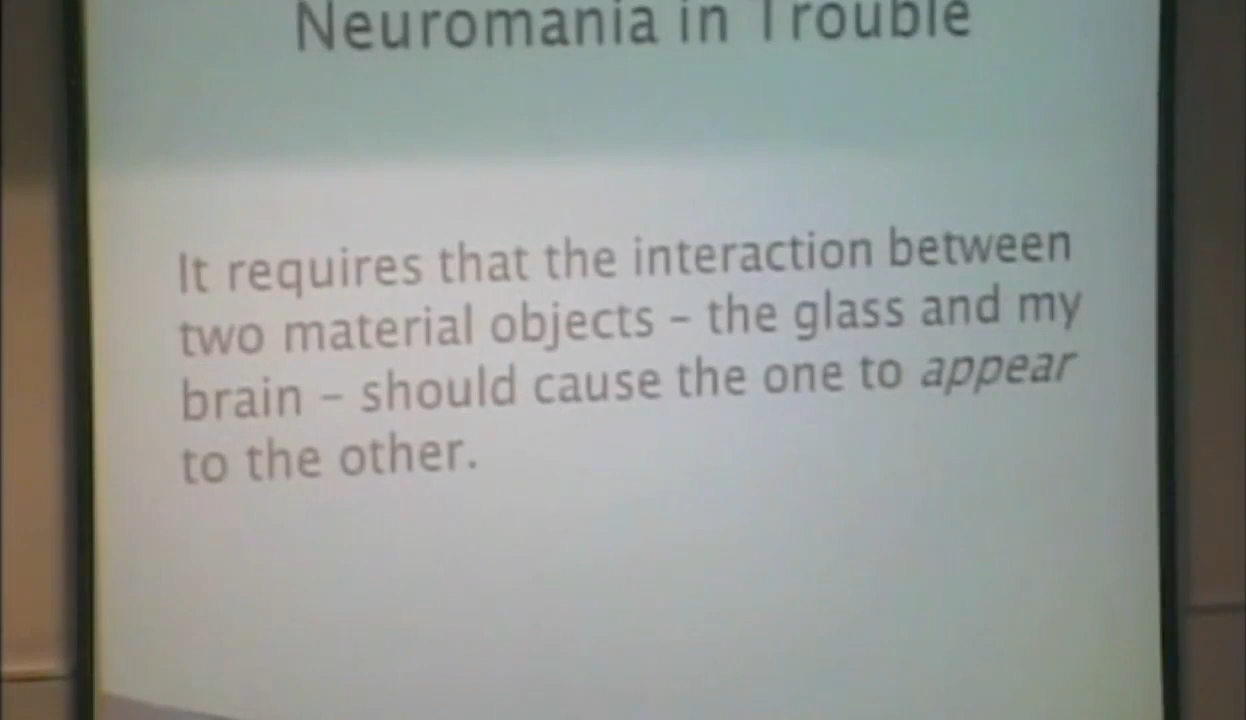 Neuromania in Trouble
It requires that the interaction between
two material objects – the glass and my
brain – should cause the one to appear
to the other.